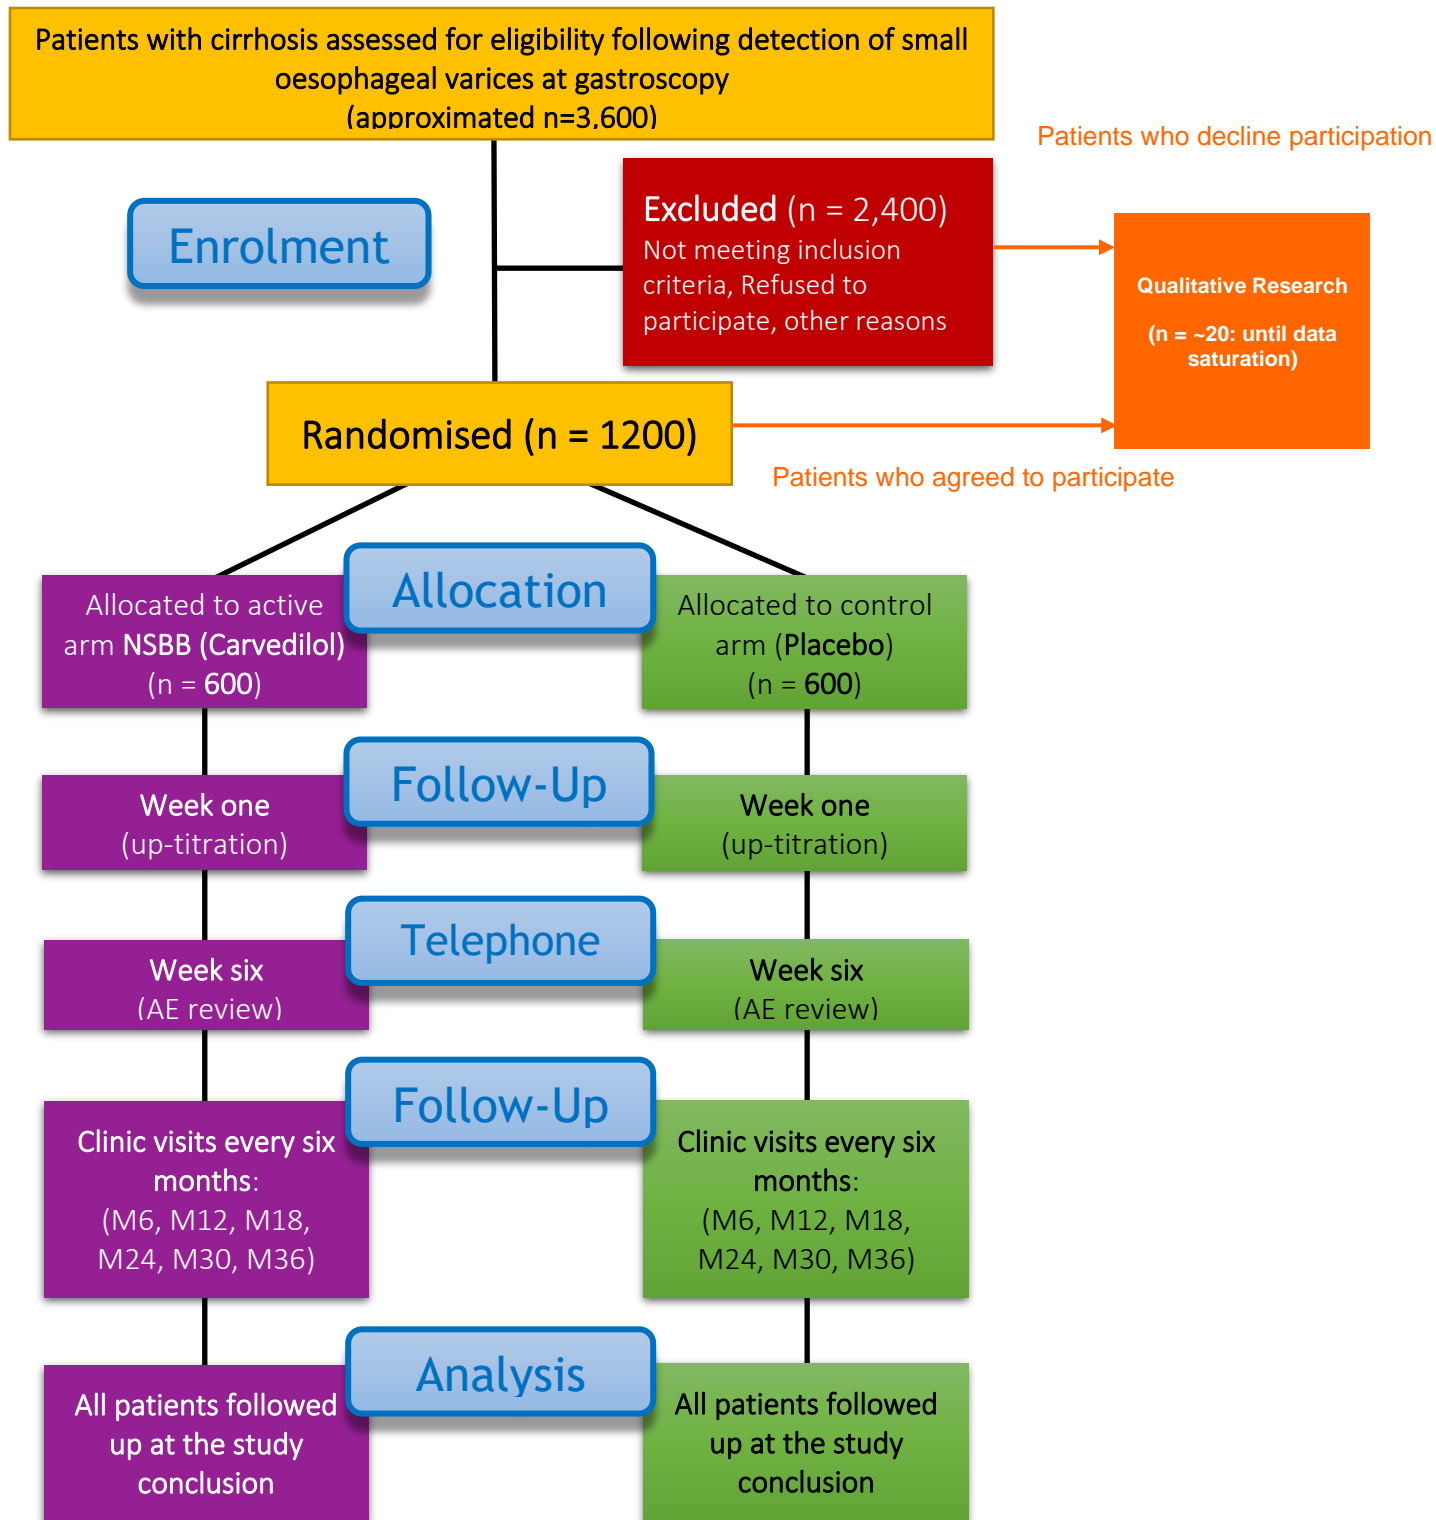 Patients with cirrhosis assessed for eligibility following detection of small
oesophageal varices at gastroscopy
(approximated n=3,600)
Patients who decline participation
Enrolment
Excluded (n = 2,400)
Not meeting inclusion
criteria, Refused to
participate, other reasons
Qualitative Research
(n = ~20: until data
saturation)
Randomised (n = 1200)
Patients who agreed to participate
Allocation
Allocated to active
arm NSBB (Carvedilol)
(n = 600)
Allocated to control
arm (Placebo)
(n = 600)
Follow-Up
Week one
(up-titration)
Week one
(up-titration)
Telephone
Week six
(AE review)
Week six
(AE review)
Follow-Up
Clinic visits every six
months:
(M6, M12, M18,
M24, M30, M36)
Clinic visits every six
months:
(M6, M12, M18,
M24, M30, M36)
Analysis
All patients followed
up at the study
conclusion
All patients followed
up at the study
conclusion